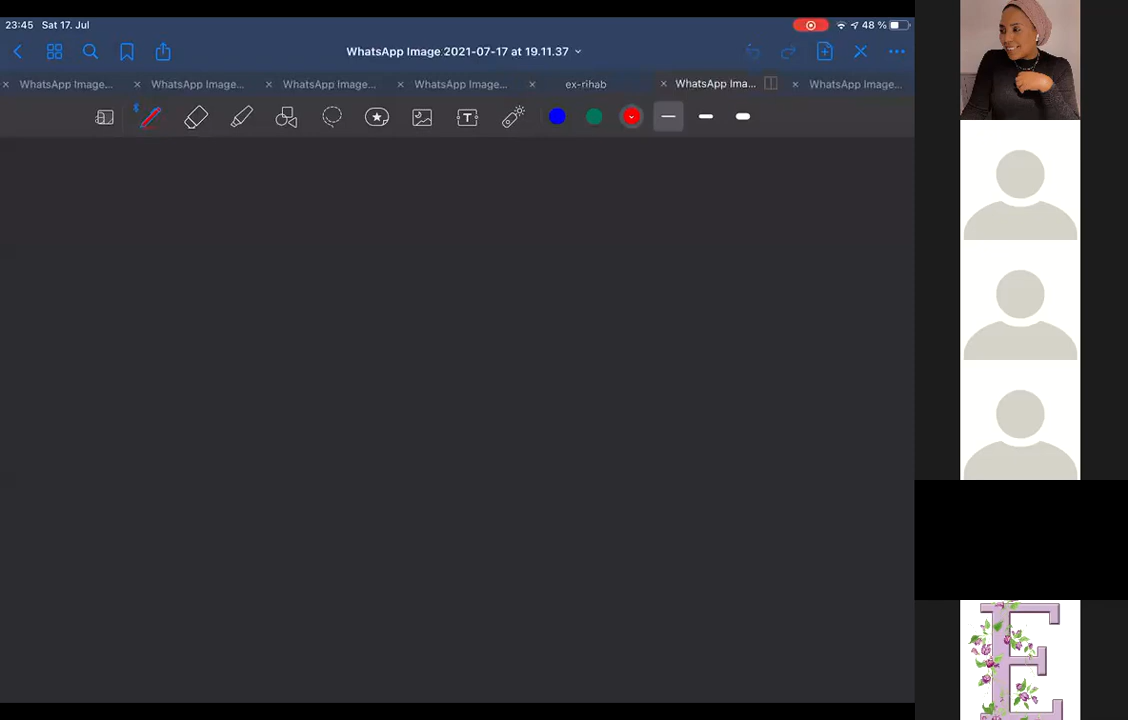 23:45 Sat 17. Jul 48 %
WhatsApp Image 2021-07-17 at 19.11.37
WhatsApp Image... WhatsApp Image... WhatsApp Image... WhatsApp Image... ex-rihab WhatsApp Ima... WhatsApp Image...
T
E